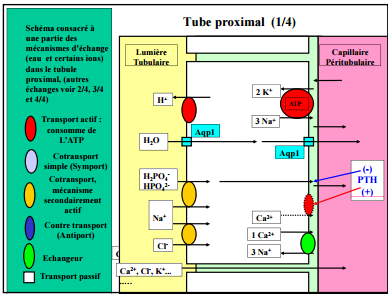 Tube proximal (1/4)
Schéma consacré à
une partie des
mécanismes d'échange
(eau et certains ions)
dans le tubule
proximal, (autres
échanges voir 2/4, 3/4
et 4/4)
Transport actif :
consomme de
L'ATP
Cotransport
simple (Symport)
Cotransport,
mécanisme
secondairement
actif
Contre transport
(Antiport)
Echangeur
Transport passif
Lumière
Tubulaire
Capillaire
Péritubulaire
H+
2 K+
ATP
3 Na+
H2O
Aqp1
Aqp1
H2PO4-
HPO42-
(-)
PTH
(+)
Na+
Ca2+
1 Ca2+
Cl-
3 Na+
Ca2+, Cl-, K+...
.....